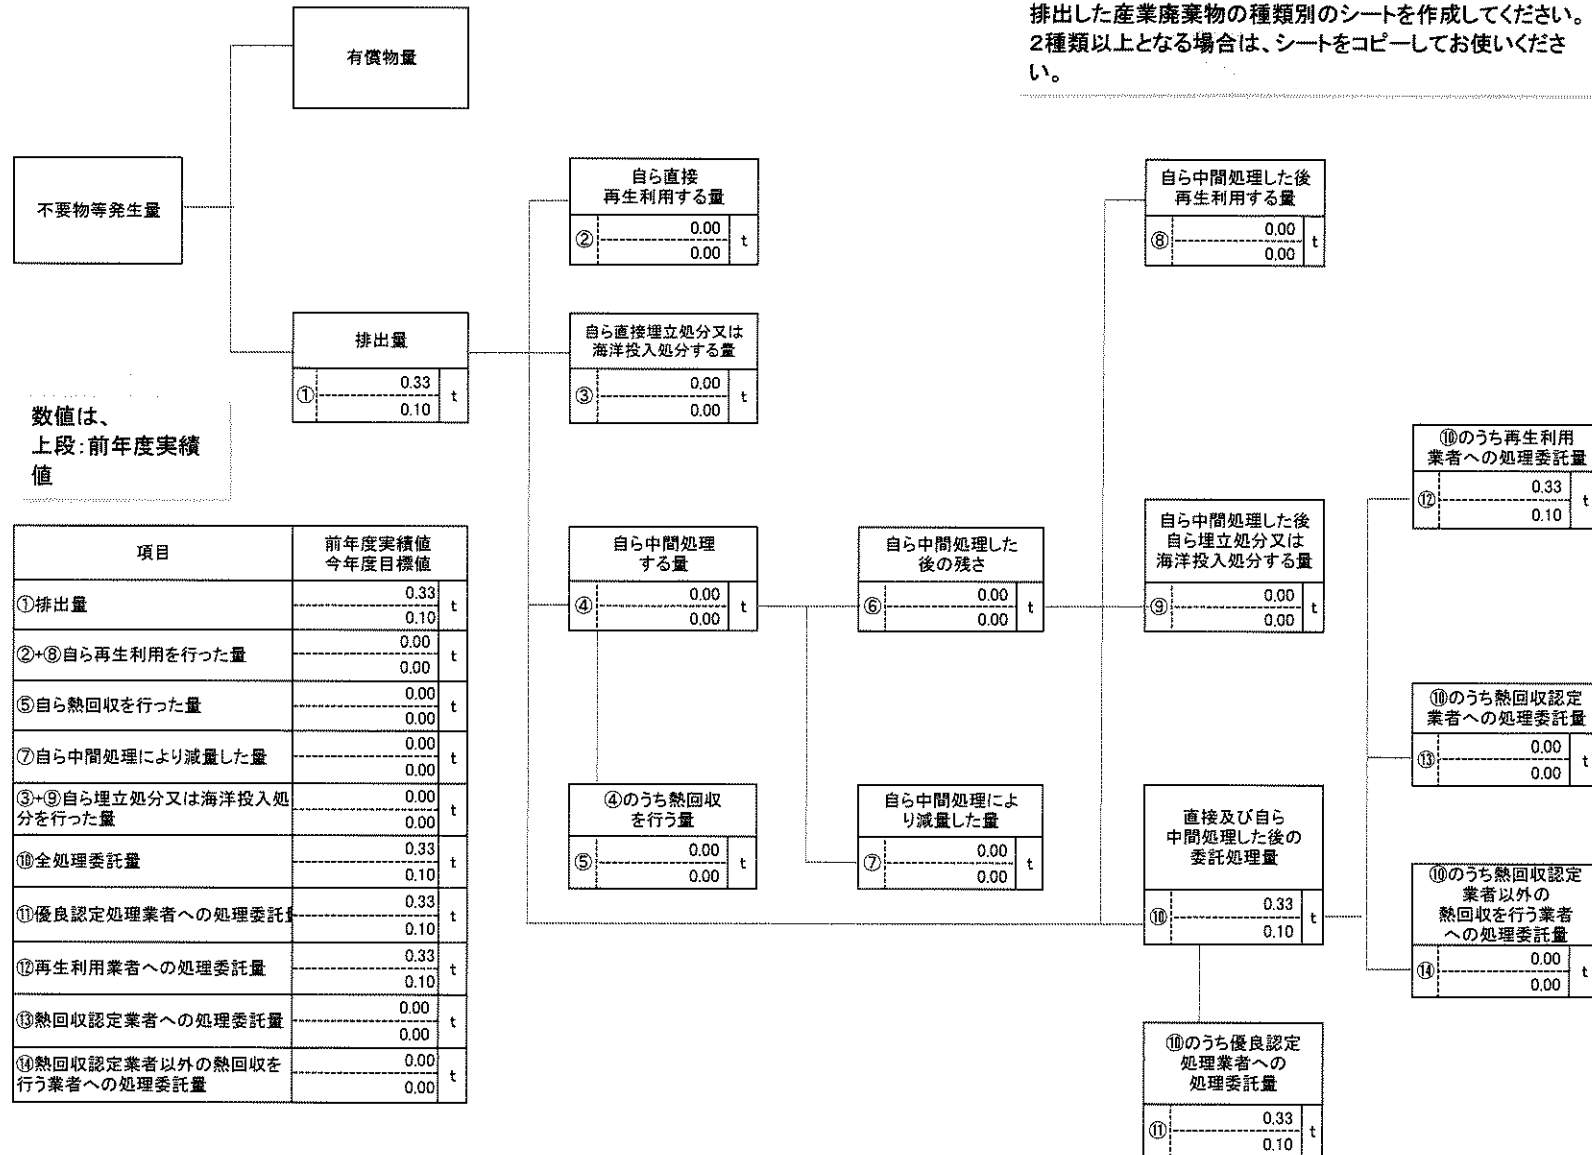 排出した産業廃棄物の種類別のシートを作成してください。
2種類以上となる場合は、シートをコピーしてお使いくださ
い。
有償物量
不要物等発生量
排出量
① 0.33 t
0.10
自ら直接
再生利用する量
② 0.00 t
0.00
自ら直接埋立処分又は
海洋投入処分する量
③ 0.00 t
0.00
自ら中間処理した後
再生利用する量
⑧ 0.00 t
0.00
数値は、
上段:前年度実績
値
自ら中間処理
する量
④ 0.00 t
0.00
自ら中間処理した
後の残さ
⑥ 0.00 t
0.00
自ら中間処理した後
自ら埋立処分又は
海洋投入処分する量
⑨ 0.00 t
0.00
⑩のうち再生利用
業者への処理委託量
⑫ 0.33 t
0.10
⑩のうち熱回収認定
業者への処理委託量
⑬ 0.00 t
0.00
④のうち熱回収
を行う量
⑤ 0.00 t
0.00
自ら中間処理によ
り減量した量
⑦ 0.00 t
0.00
直接及び自ら
中間処理した後の
委託処理量
⑩ 0.33 t
0.10
⑩のうち熱回収認定
業者以外の
熱回収を行う業者
への処理委託量
⑭ 0.00 t
0.00
⑩のうち優良認定
処理業者への
処理委託量
⑪ 0.33 t
0.10
項目 前年度実績値
今年度目標値
①排出量 0.33 t
0.10
②+⑧自ら再生利用を行った量 0.00 t
0.00
⑤自ら熱回収を行った量 0.00 t
0.00
⑦自ら中間処理により減量した量 0.00 t
0.00
③+⑨自ら埋立処分又は海洋投入処 0.00 t
分を行った量 0.00
⑩全処理委託量 0.33 t
0.10
⑪優良認定処理業者への処理委託 0.33 t
0.10
⑫再生利用業者への処理委託量 0.33 t
0.10
⑬熱回収認定業者への処理委託量 0.00 t
0.00
⑭熱回収認定業者以外の熱回収を 0.00 t
行う業者への処理委託量 0.00